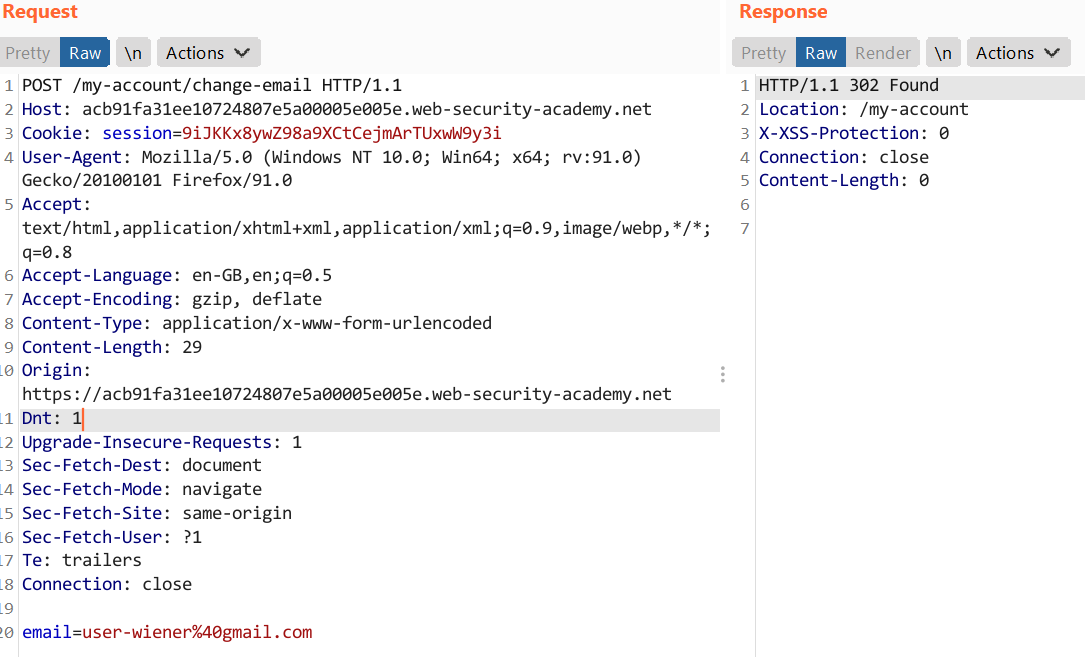 Request
Pretty Raw \n Actions
1 POST /my-account/change-email HTTP/1.1
2 Host: acb91fa31ee10724807e5a00005e005e.web-security-academy.net
3 Cookie: session=9iJKKx8ywZ98a9XCtCejmArTUxwW9y3i
4 User-Agent: Mozilla/5.0 (Windows NT 10.0; Win64; x64; rv:91.0)
Gecko/20100101 Firefox/91.0
5 Accept:
text/html,application/xhtml+xml,application/xml;q=0.9,image/webp,*/*;
q=0.8
6 Accept-Language: en-GB,en;q=0.5
7 Accept-Encoding: gzip, deflate
8 Content-Type: application/x-www-form-urlencoded
9 Content-Length: 29
10 Origin:
https://acb91fa31ee10724807e5a00005e005e.web-security-academy.net
11 Dnt: 1
12 Upgrade-Insecure-Requests: 1
13 Sec-Fetch-Dest: document
14 Sec-Fetch-Mode: navigate
15 Sec-Fetch-Site: same-origin
16 Sec-Fetch-User: ?1
17 Te: trailers
18 Connection: close
19
20 email=user-wiener%40gmail.com
Response
Pretty Raw Render \n Actions
1 HTTP/1.1 302 Found
2 Location: /my-account
3 X-XSS-Protection: 0
4 Connection: close
5 Content-Length: 0
6
7